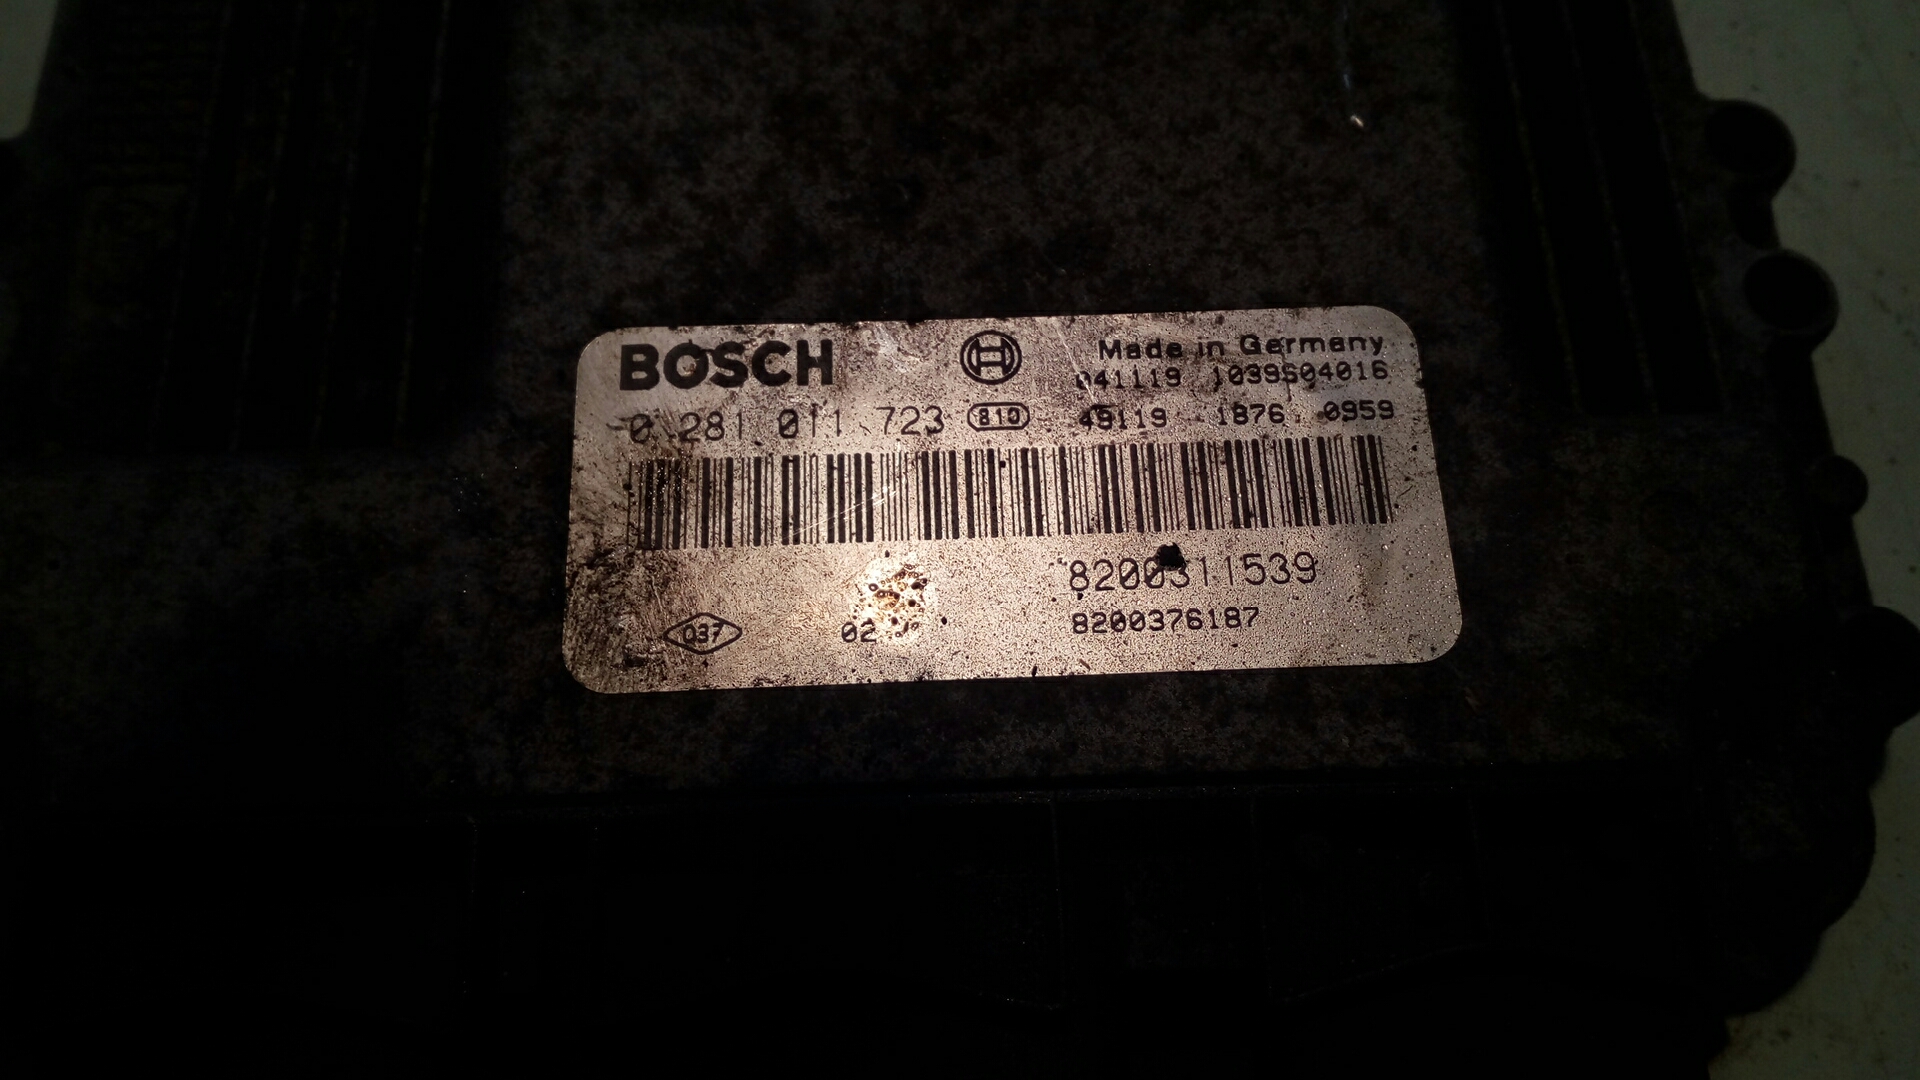 BOSCH
Made in Germany
041119 1039S04016
0 281 011 723 810 49119 1876 0959
8200311539
037 02 8200376187